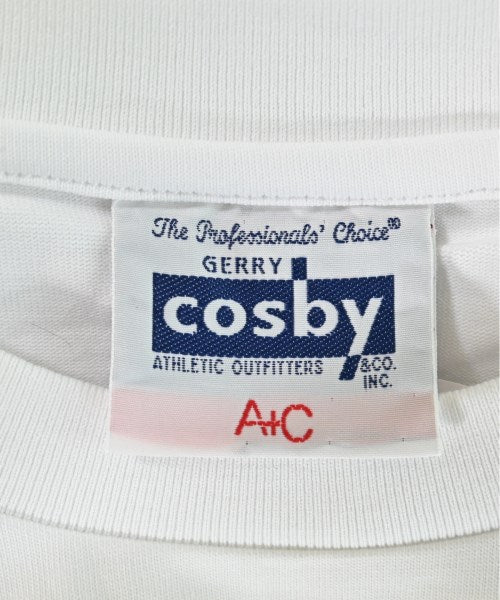 The Professionals' Choice®
GERRY
cosby
ATHLETIC OUTFITTERS &CO.
INC.
A+C